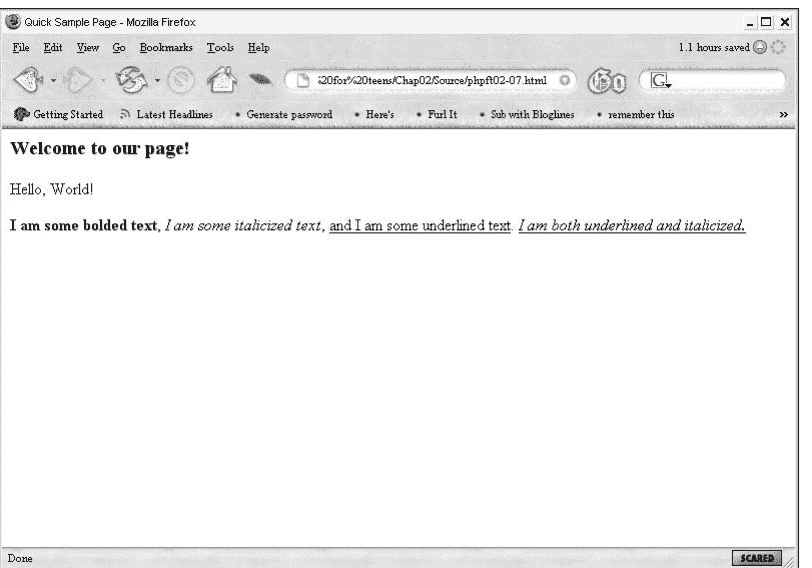 Quick Sample Page - Mozilla Firefox
File Edit View Go Bookmarks Tools Help 1.1 hours saved
%20for%20teens/Chap02/Source/phpft02-07.html Go G
Getting Started Latest Headlines Generate password Here's Furl It Sub with Bloglines remember this »
Welcome to our page!
Hello, World!
I am some bolded text, I am some italicized text, and I am some underlined text. I am both underlined and italicized.
Done SCARED